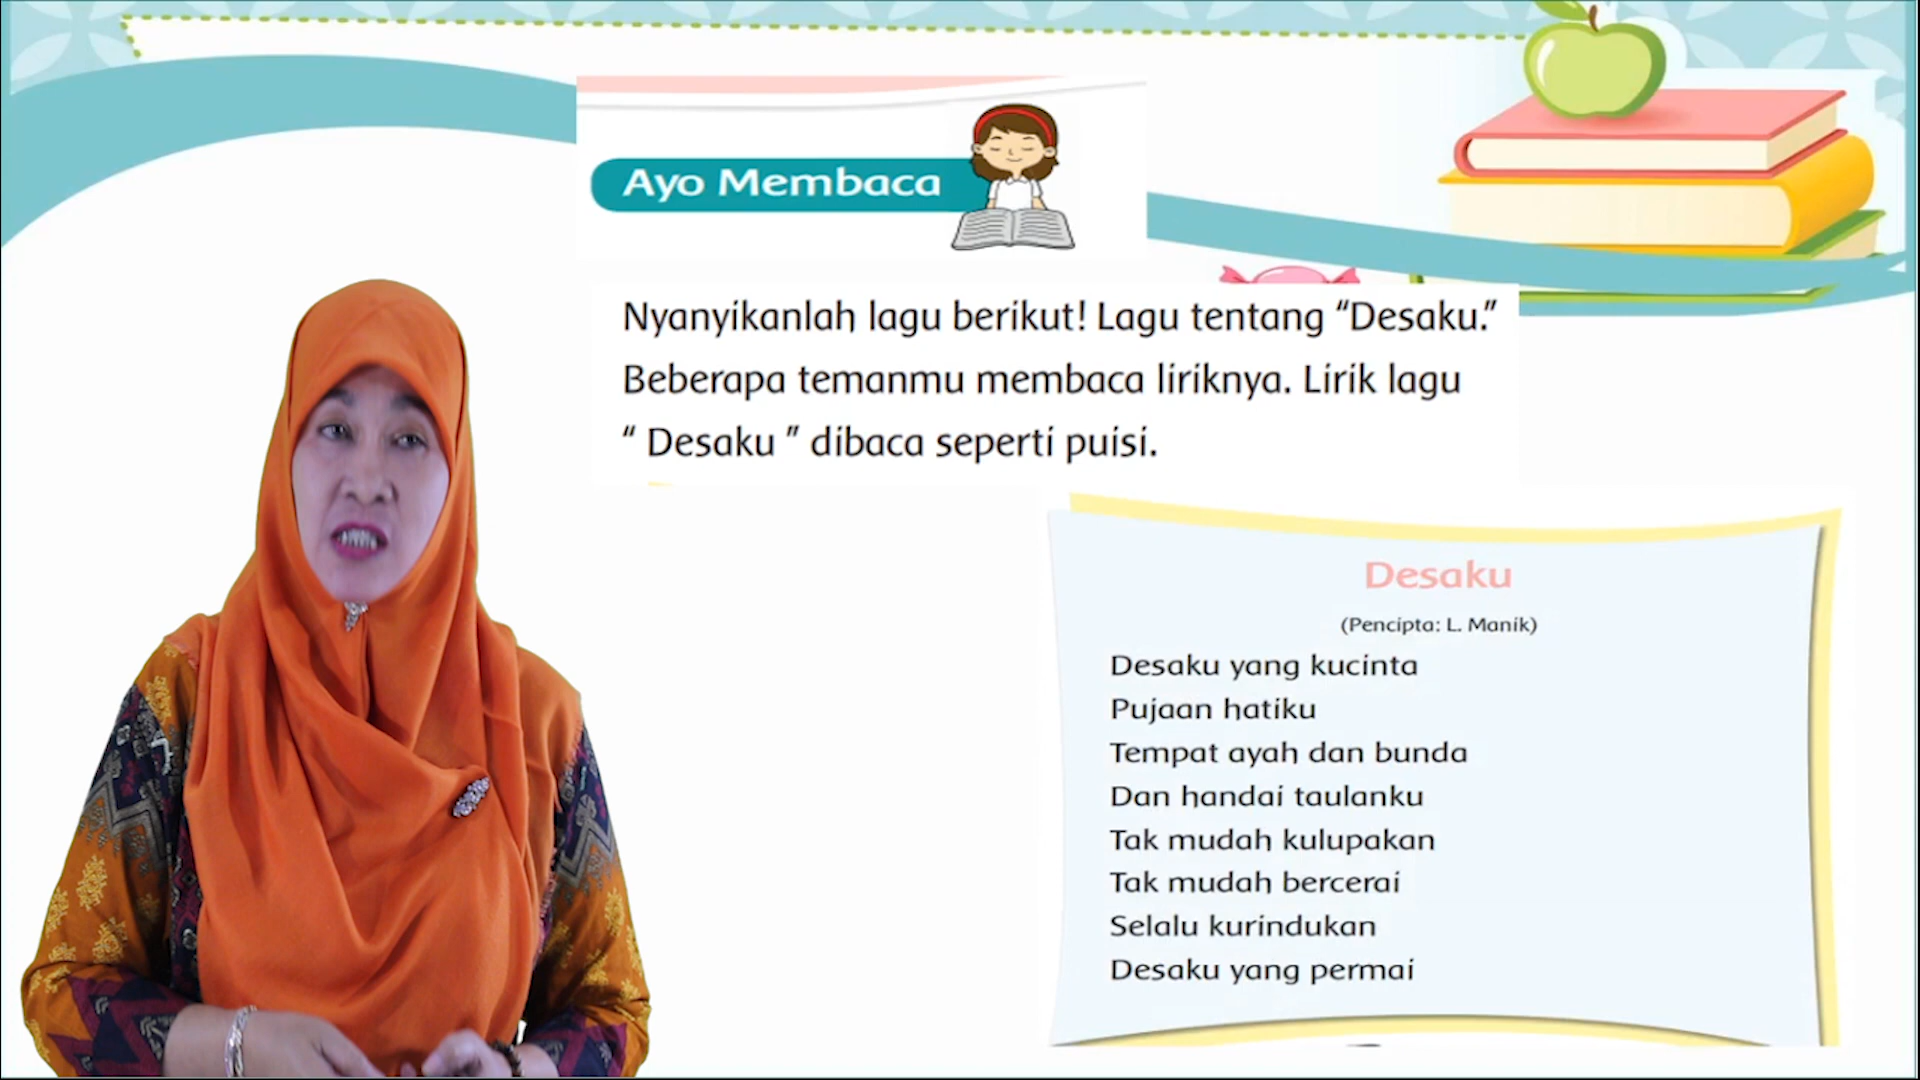 Ayo Membaca
Nyanyikanlah lagu berikut! Lagu tentang “Desaku.”
Beberapa temanmu membaca liriknya. Lirik lagu
“ Desaku ” dibaca seperti puisi.
Desaku
(Pencipta: L. Manik)
Desaku yang kucinta
Pujaan hatiku
Tempat ayah dan bunda
Dan handai taulanku
Tak mudah kulupakan
Tak mudah bercerai
Selalu kurindukan
Desaku yang permai